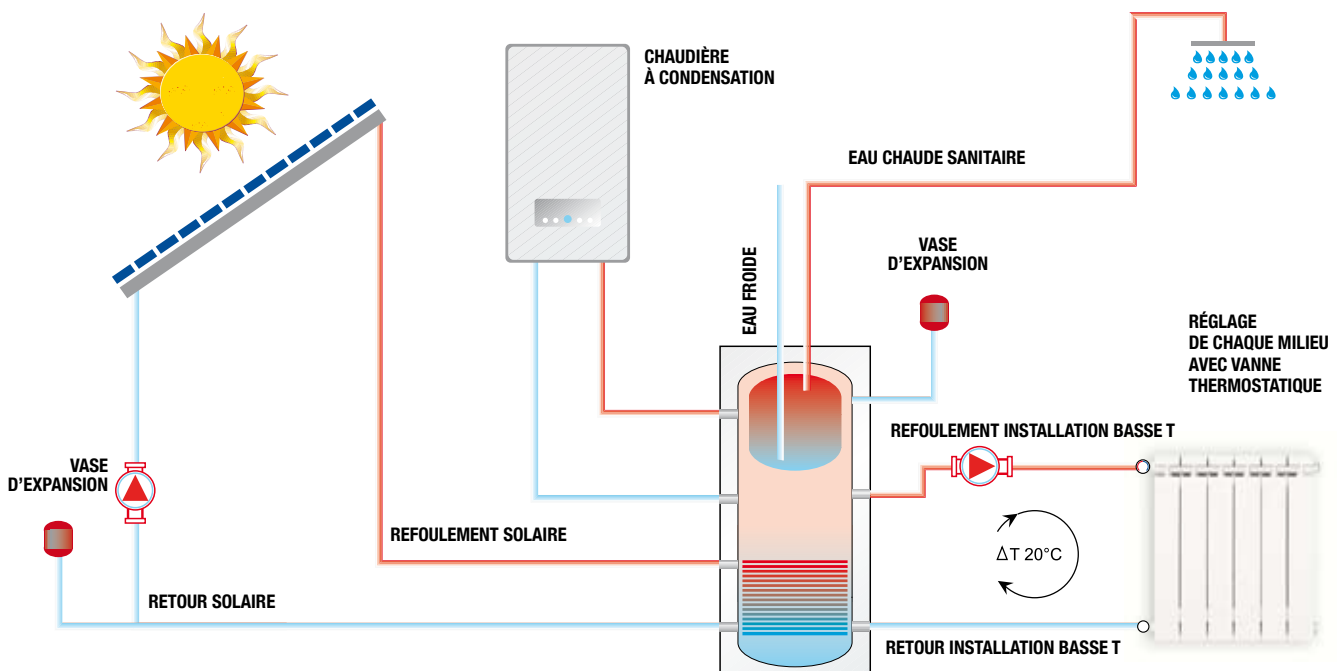 CHAUDIÈRE
À CONDENSATION
EAU CHAUDE SANITAIRE
VASE
D'EXPANSION
EAU FROIDE
RÉGLAGE
DE CHAQUE MILIEU
AVEC VANNE
THERMOSTATIQUE
REFOULEMENT INSTALLATION BASSE T
VASE
D'EXPANSION
REFOULEMENT SOLAIRE
ΔT 20°C
RETOUR SOLAIRE
RETOUR INSTALLATION BASSE T